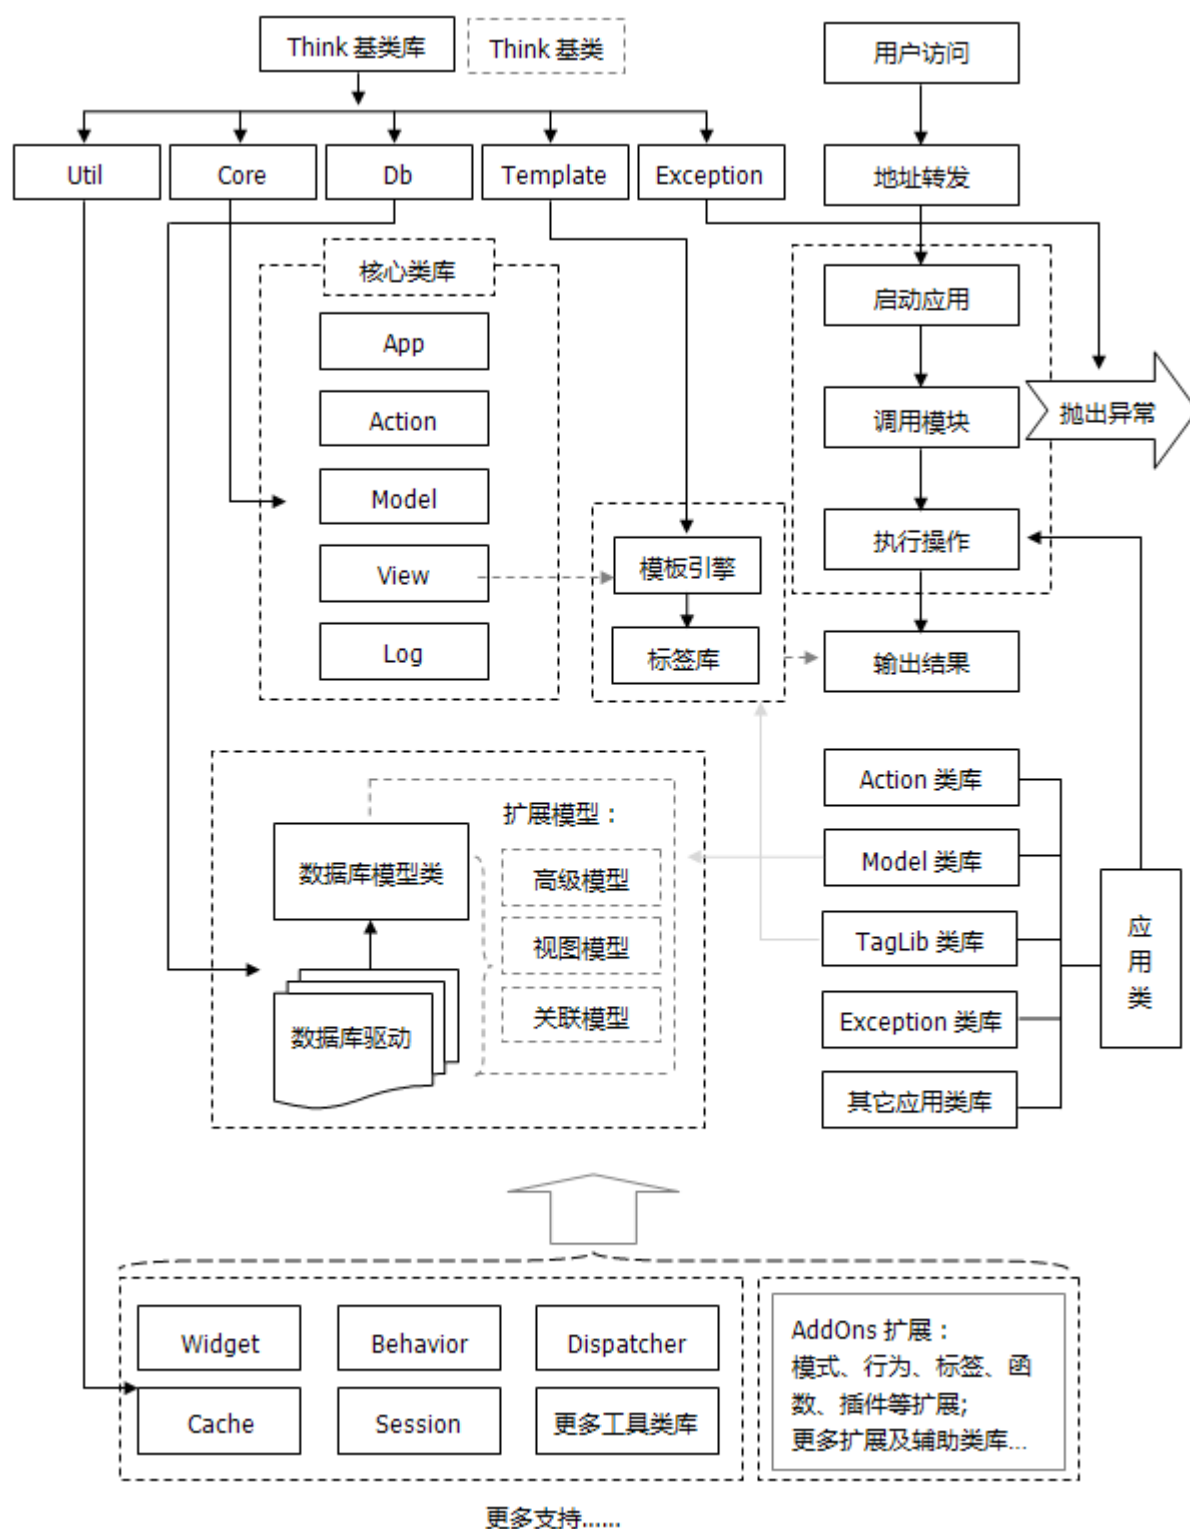 Think 基类库
Think 基类
用户访问
Util
Core
Db
Template
Exception
地址转发
核心类库
App
Action
Model
View
Log
启动应用
调用模块
抛出异常
执行操作
模板引擎
标签库
输出结果
扩展模型：
数据库模型类
高级模型
视图模型
关联模型
数据库驱动
Action 类库
Model 类库
TagLib 类库
Exception 类库
其它应用类库
应
用
类
Widget
Behavior
Dispatcher
Cache
Session
更多工具类库
AddOns 扩展：
模式、行为、标签、函
数、插件等扩展;
更多扩展及辅助类库...
更多支持......